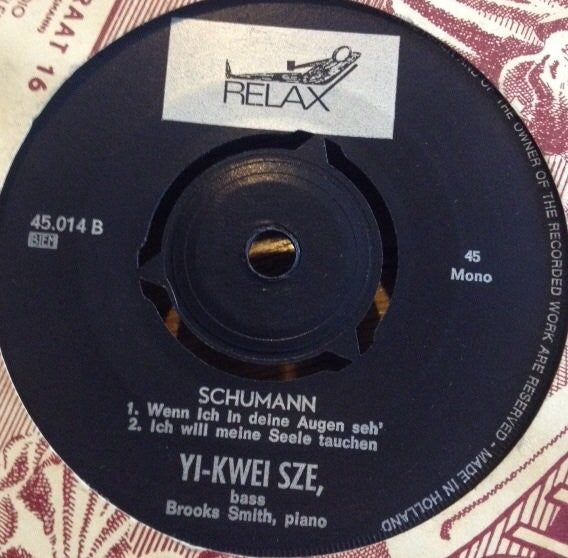 RELAX
45.014 B
BIEM
45
Mono
SCHUMANN
1. Wenn ich in deine Augen seh'
2. Ich will meine Seele tauchen
YI-KWEI SZE,
bass
Brooks Smith, piano
OF THE OWNER OF THE RECORDED WORK ARE RESERVED - MADE IN HOLLAND
RAAT 16